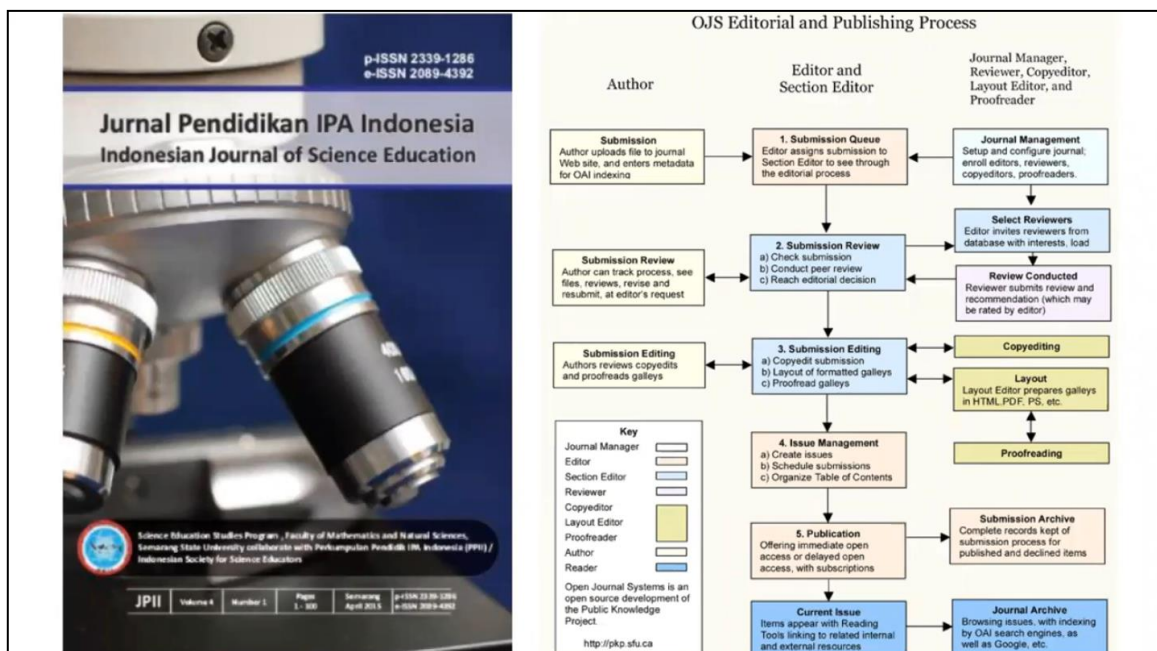 p-ISSN 2339-1286
e-ISSN 2089-4392
Jurnal Pendidikan IPA Indonesia
Indonesian Journal of Science Education
Science Education Studies Program , Faculty of Mathematics and Natural Sciences,
Semarang State University collaborate with Perkumpulan Pendidik IPA Indonesia (PPII) /
Indonesian Society for Science Educators
JPII
Volume 4
Number 1
Pages
1 - 100
Semarang
April 2015
p-ISSN 2339-1286
e-ISSN 2089-4392
OJS Editorial and Publishing Process
Author
Editor and
Section Editor
Journal Manager,
Reviewer, Copyeditor,
Layout Editor, and
Proofreader
Submission
Author uploads file to journal
Web site, and enters metadata
for OAI indexing
1. Submission Queue
Editor assigns submission to
Section Editor to see through
the editorial process
Journal Management
Setup and configure journal;
enroll editors, reviewers,
copyeditors, proofreaders.
Select Reviewers
Editor invites reviewers from
database with interests, load
Submission Review
Author can track process, see
files, reviews, revise and
resubmit, at editor's request
2. Submission Review
a) Check submission
b) Conduct peer review
c) Reach editorial decision
Review Conducted
Reviewer submits review and
recommendation (which may
be rated by editor)
Submission Editing
Authors reviews copyedits
and proofreads galleys
3. Submission Editing
a) Copyedit submission
b) Layout of formatted galleys
c) Proofread galleys
Copyediting
Layout
Layout Editor prepares galleys
in HTML,PDF, PS, etc.
Proofreading
Key
Journal Manager
Editor
Section Editor
Reviewer
Copyeditor
Layout Editor
Proofreader
Author
Reader
Open Journal Systems is an
open source development of
the Public Knowledge
Project.
http://pkp.sfu.ca
4. Issue Management
a) Create issues
b) Schedule submissions
c) Organize Table of Contents
5. Publication
Offering immediate open
access or delayed open
access, with subscriptions
Submission Archive
Complete records kept of
submission process for
published and declined items
Current Issue
Items appear with Reading
Tools linking to related internal
and external resources
Journal Archive
Browsing issues, with indexing
by OAI search engines, as
well as Google, etc.